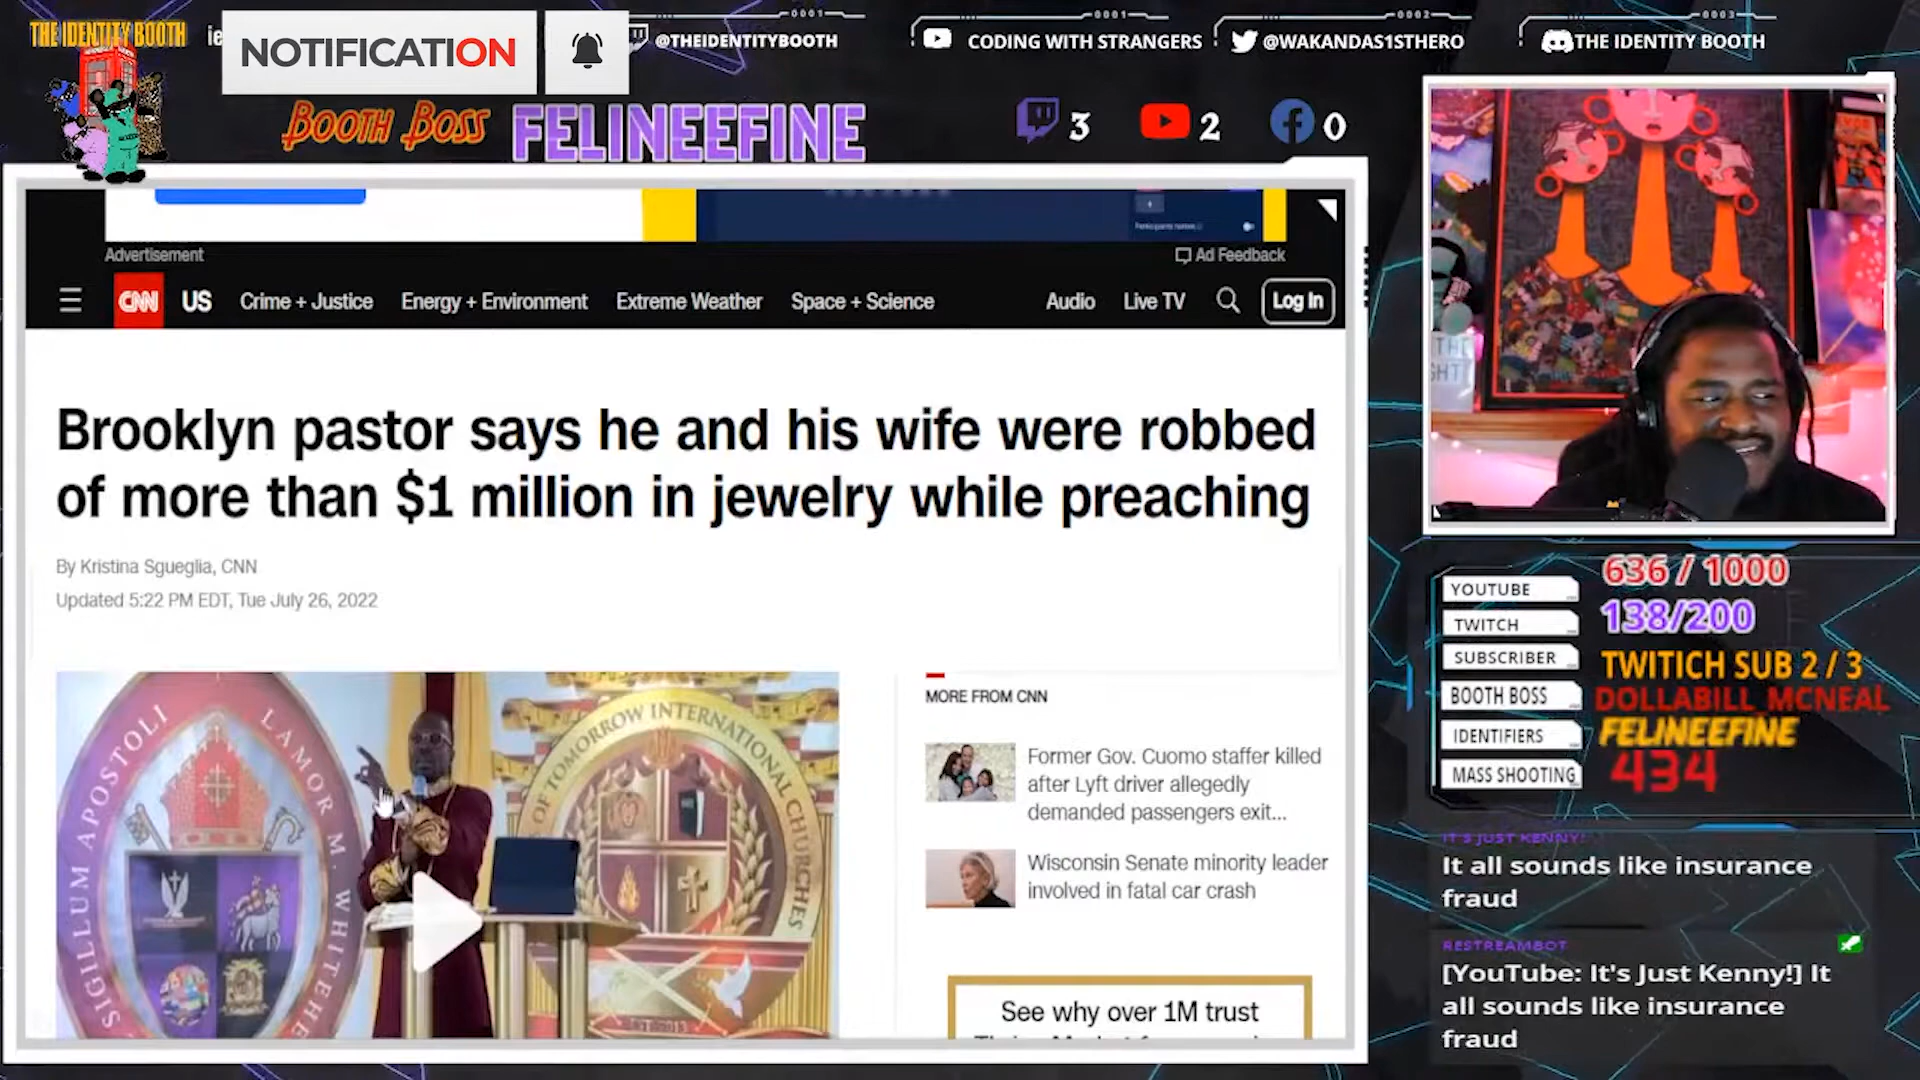 THE IDENTITY BOOTH
NOTIFICATION
@THEIDENTITYBOOTH
0001
CODING WITH STRANGERS
0001
@WAKANDAS1STHERO
0002
THE IDENTITY BOOTH
0003
BOOTH BOSS FELINEEFINE
3
2
0
Advertisement
Ad Feedback
CNN US Crime + Justice Energy + Environment Extreme Weather Space + Science Audio Live TV Log In
Brooklyn pastor says he and his wife were robbed
of more than $1 million in jewelry while preaching
By Kristina Sgueglia, CNN
Updated 5:22 PM EDT, Tue July 26, 2022
SIGILLUM APOSTOLI
LAMOR M. WHITEHE
OF TOMORROW INTERNATIONAL CHURCHES
MORE FROM CNN
Former Gov. Cuomo staffer killed
after Lyft driver allegedly
demanded passengers exit...
Wisconsin Senate minority leader
involved in fatal car crash
See why over 1M trust
YOUTUBE 636 / 1000
TWITCH 138/200
SUBSCRIBER TWITICH SUB 2 / 3
BOOTH BOSS DOLLABILL_MCNEAL
IDENTIFIERS FELINEEFINE
MASS SHOOTING 434
IT'S JUST KENNY!
It all sounds like insurance
fraud
RESTREAMBOT
[YouTube: It's Just Kenny!] It
all sounds like insurance
fraud